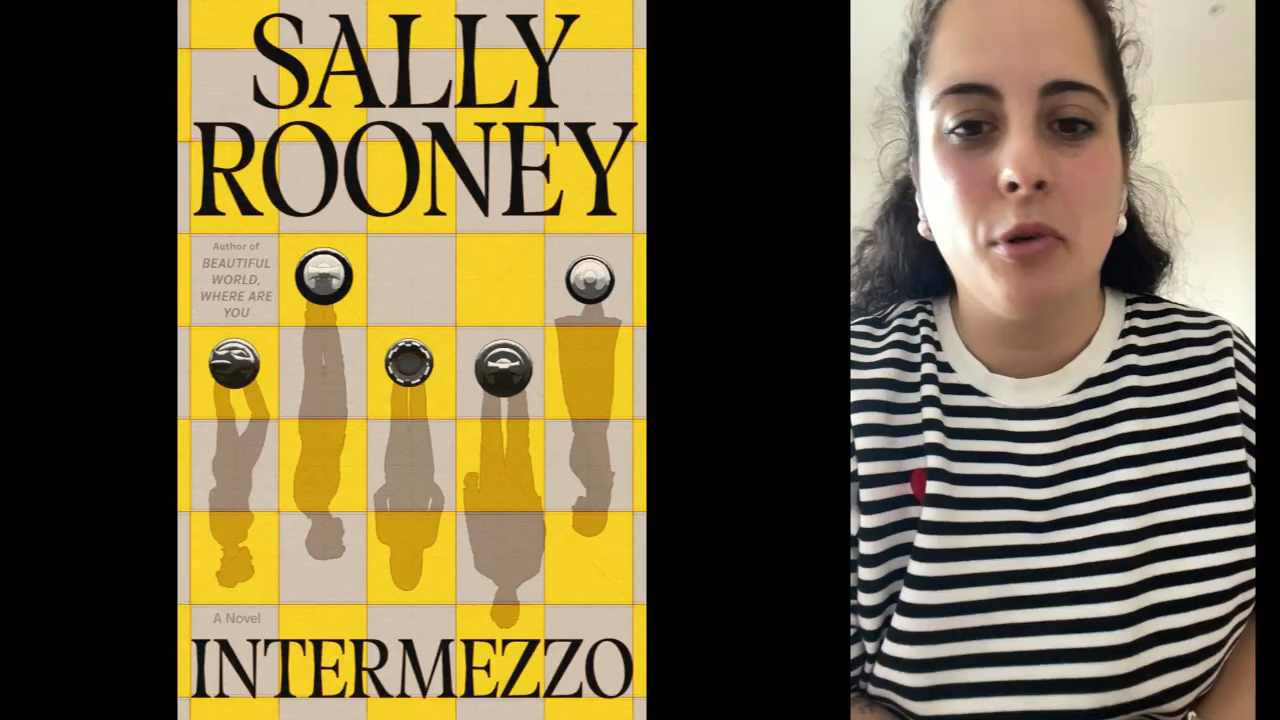 SALLY
ROONEY
Author of
BEAUTIFUL
WORLD,
WHERE ARE
YOU
A Novel
INTERMEZZO